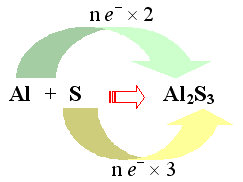 n e⁻ × 2
Al + S Al₂S₃
n e⁻ × 3